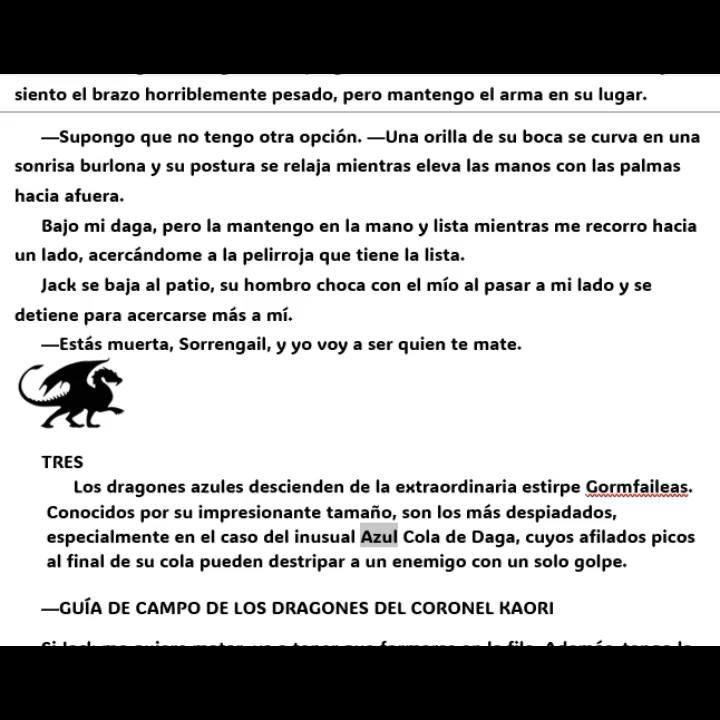 siento el brazo horriblemente pesado, pero mantengo el arma en su lugar.
—Supongo que no tengo otra opción. —Una orilla de su boca se curva en una
sonrisa burlona y su postura se relaja mientras eleva las manos con las palmas
hacia afuera.
Bajo mi daga, pero la mantengo en la mano y lista mientras me recorro hacia
un lado, acercándome a la pelirroja que tiene la lista.
Jack se baja al patio, su hombro choca con el mío al pasar a mi lado y se
detiene para acercarse más a mí.
—Estás muerta, Sorrengail, y yo voy a ser quien te mate.
TRES
Los dragones azules descienden de la extraordinaria estirpe Gormfaileas.
Conocidos por su impresionante tamaño, son los más despiadados,
especialmente en el caso del inusual Azul Cola de Daga, cuyos afilados picos
al final de su cola pueden destripar a un enemigo con un solo golpe.
—GUÍA DE CAMPO DE LOS DRAGONES DEL CORONEL KAORI